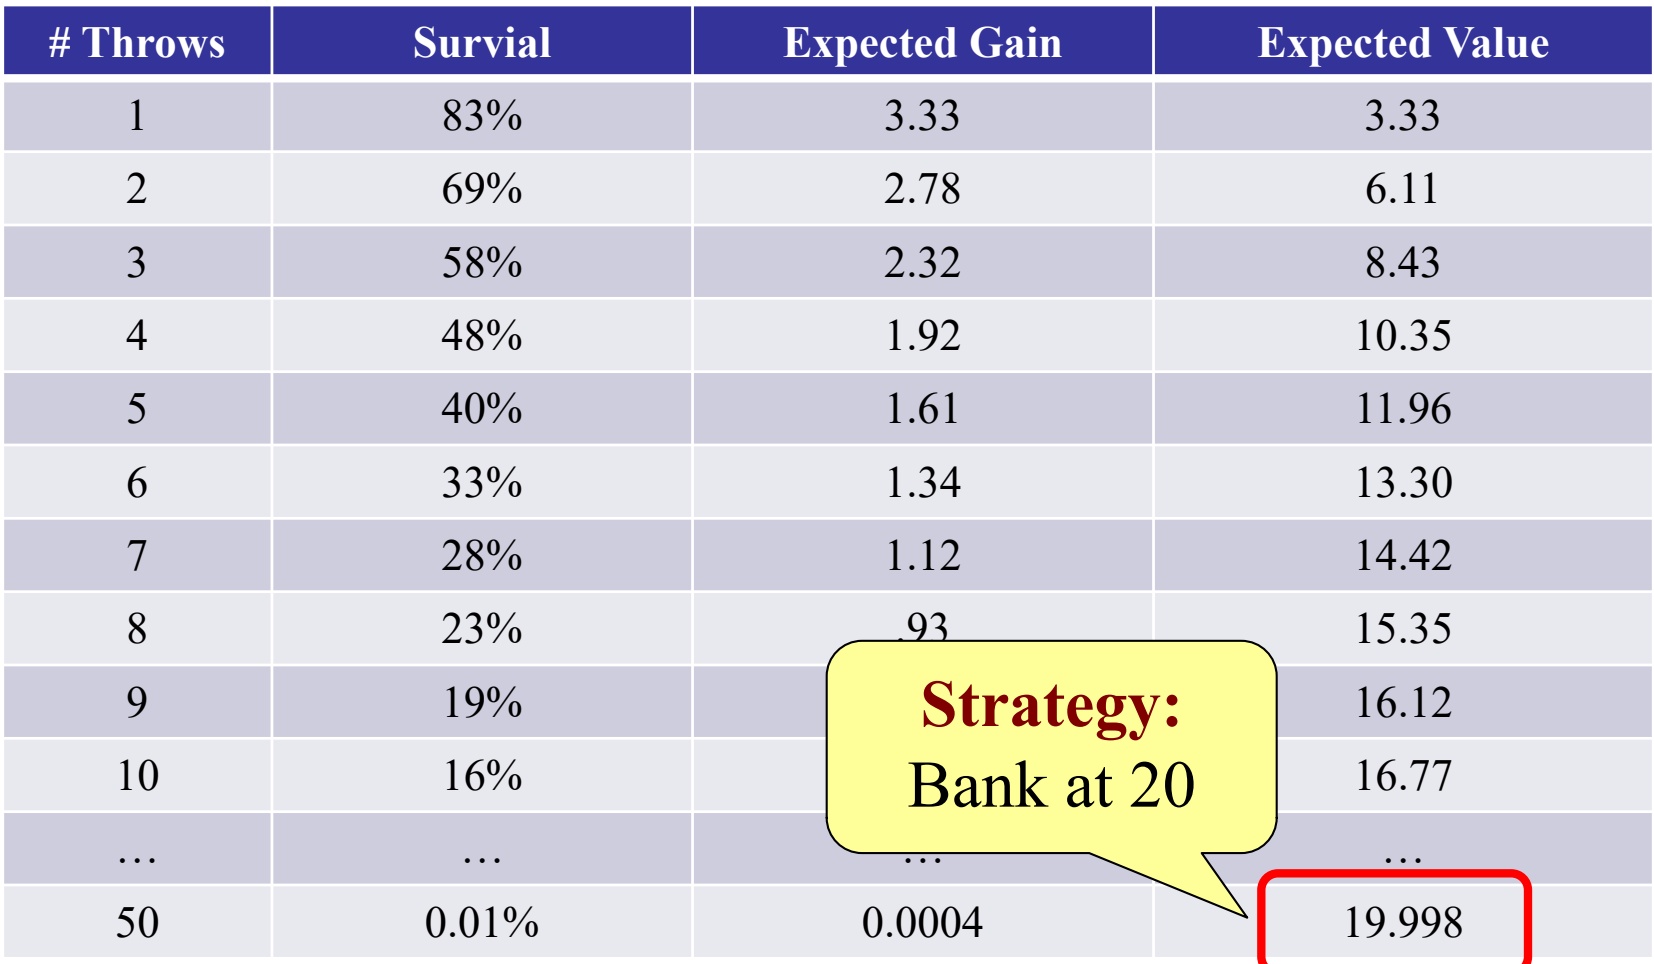 # Throws Survial Expected Gain Expected Value
1 83% 3.33 3.33
2 69% 2.78 6.11
3 58% 2.32 8.43
4 48% 1.92 10.35
5 40% 1.61 11.96
6 33% 1.34 13.30
7 28% 1.12 14.42
8 23% .93 15.35
9 19% 16.12
10 16% 16.77
… … … …
50 0.01% 0.0004 19.998
Strategy:
Bank at 20